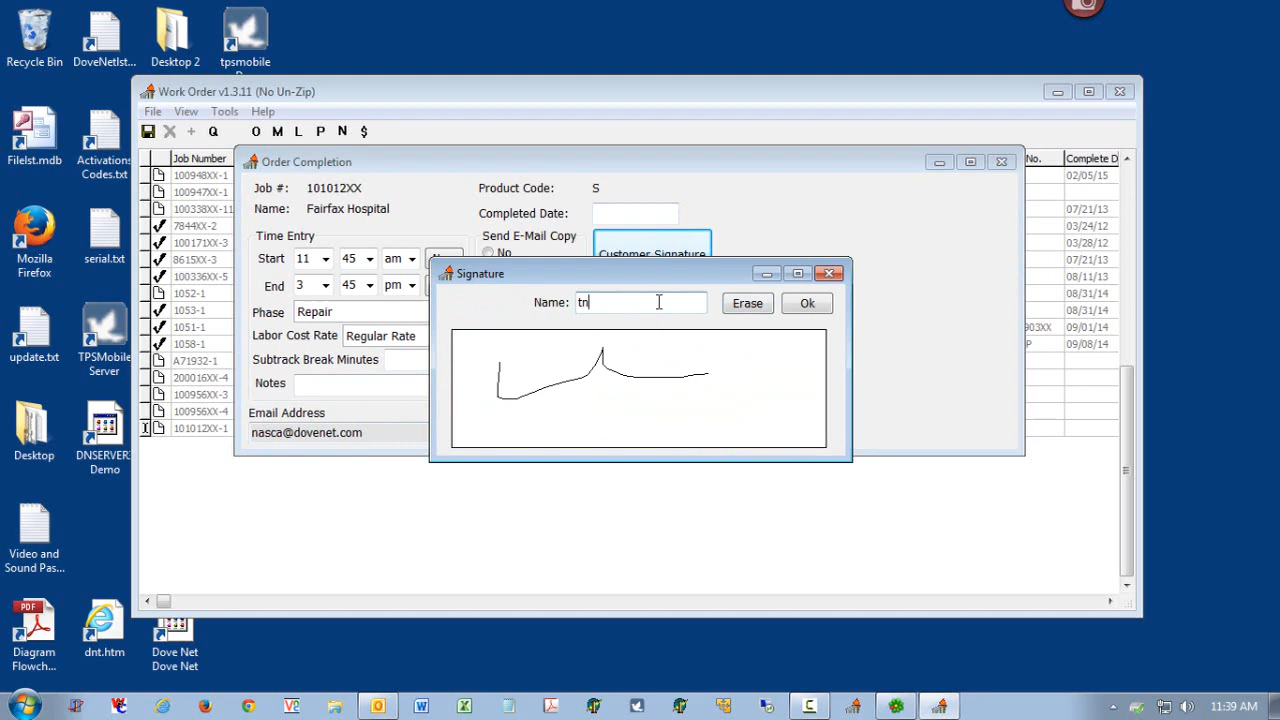 Recycle Bin
DoveNetIst...
Desktop 2
tpsmobile
Work Order v1.3.11 (No Un-Zip)
File View Tools Help
Q O M L P N $
FileIst.mdb
Activations Codes.txt
Mozilla Firefox
serial.txt
update.txt
TPSMobile Server
Desktop
DNSERVER Demo
Video and Sound Pas...
Diagram Flowch...
dnt.htm
Dove Net Dove Net
Job Number
100948XX-1
100947XX-1
100338XX-11
7844XX-2
100171XX-3
8615XX-3
100336XX-5
1052-1
1053-1
1051-1
1058-1
A71932-1
200016XX-4
100956XX-3
100956XX-4
101012XX-1
Order Completion
Job #: 101012XX
Product Code: S
Name: Fairfax Hospital
Completed Date:
Time Entry
Send E-Mail Copy
No
Customer Signature
Start 11 45 am
End 3 45 pm
Phase Repair
Labor Cost Rate Regular Rate
Subtrack Break Minutes
Notes
Email Address
nasca@dovenet.com
Signature
Name: tn
Erase Ok
No. Complete D
02/05/15
07/21/13
03/24/12
03/28/12
08/11/13
08/31/14
08/31/14
903XX 09/01/14
P 09/08/14
11:39 AM